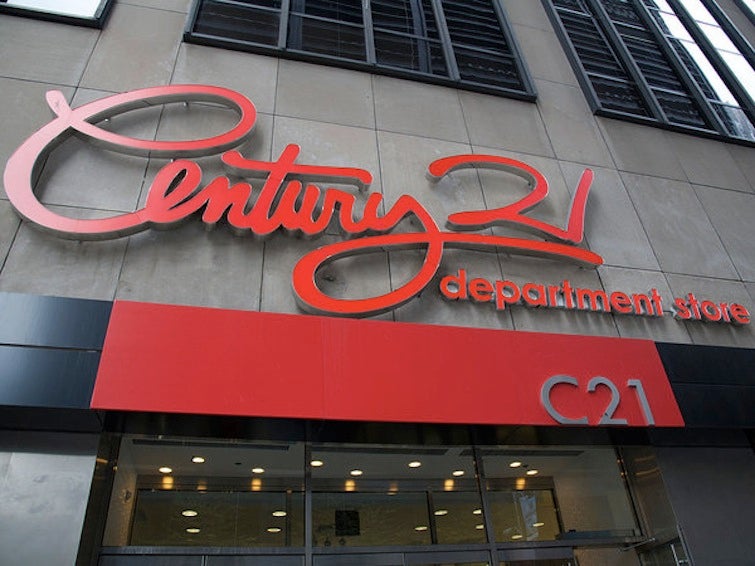 Century 21
department store
C21